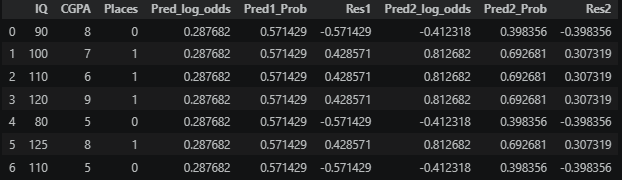 IQ CGPA Places Pred_log_odds Pred1_Prob Res1 Pred2_log_odds Pred2_Prob Res2
0 90 8 0 0.287682 0.571429 -0.571429 -0.412318 0.398356 -0.398356
1 100 7 1 0.287682 0.571429 0.428571 0.812682 0.692681 0.307319
2 110 6 1 0.287682 0.571429 0.428571 0.812682 0.692681 0.307319
3 120 9 1 0.287682 0.571429 0.428571 0.812682 0.692681 0.307319
4 80 5 0 0.287682 0.571429 -0.571429 -0.412318 0.398356 -0.398356
5 125 8 1 0.287682 0.571429 0.428571 0.812682 0.692681 0.307319
6 110 5 0 0.287682 0.571429 -0.571429 -0.412318 0.398356 -0.398356